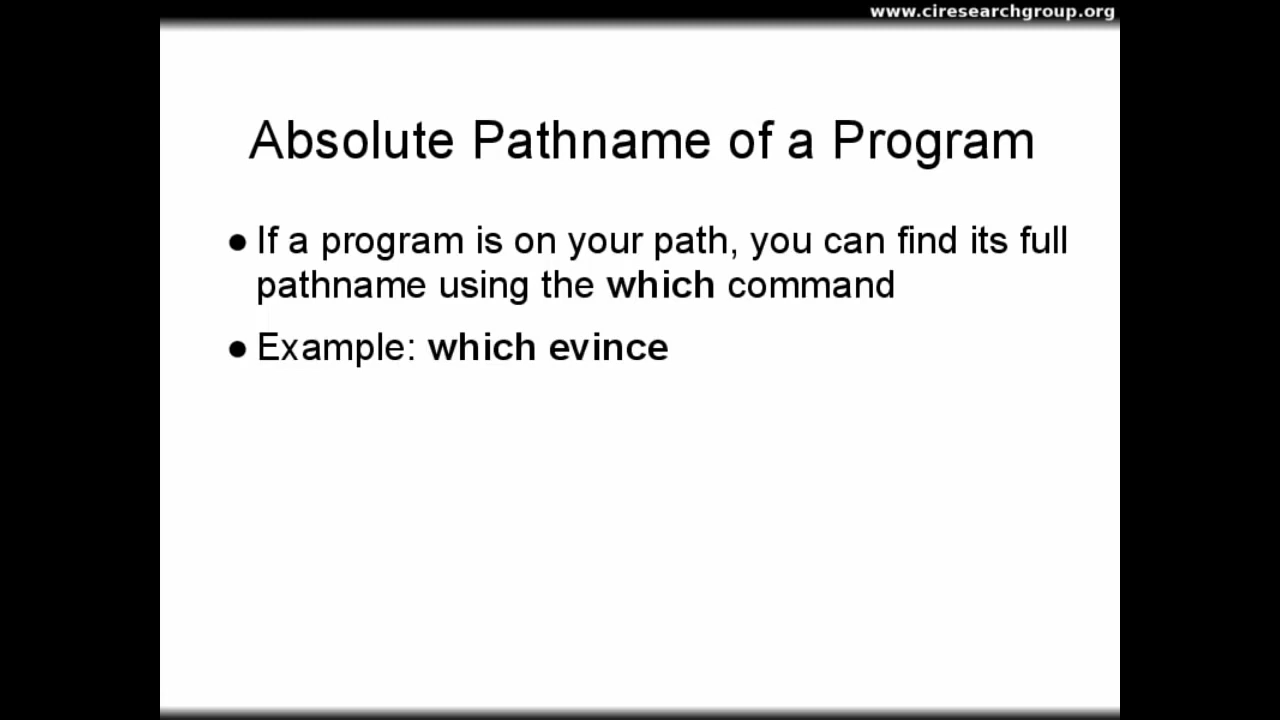 www.ciresearchgroup.org
Absolute Pathname of a Program
● If a program is on your path, you can find its full
pathname using the which command
● Example: which evince